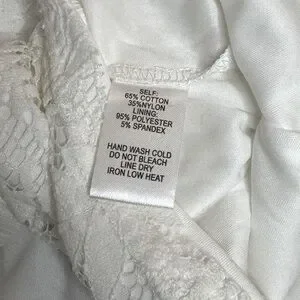 SELF:
65% COTTON
35%NYLON
LINING:
95% POLYESTER
5% SPANDEX
HAND WASH COLD
DO NOT BLEACH
LINE DRY
IRON LOW HEAT